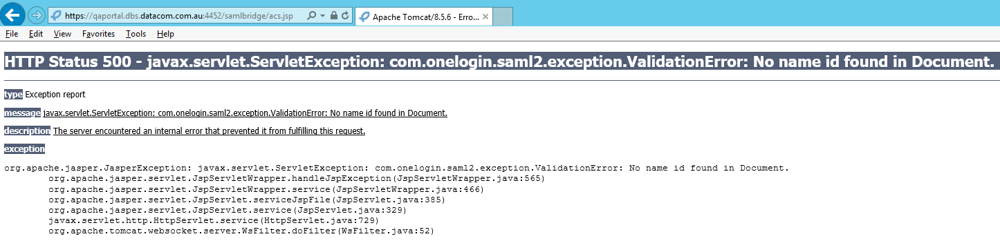 https://qaportal.dbs.datacom.com.au:4452/samlbridge/acs.jsp
Apache Tomcat/8.5.6 - Erro...
File Edit View Favorites Tools Help
HTTP Status 500 - javax.servlet.ServletException: com.onelogin.saml2.exception.ValidationError: No name id found in Document.
type Exception report
message javax.servlet.ServletException: com.onelogin.saml2.exception.ValidationError: No name id found in Document.
description The server encountered an internal error that prevented it from fulfilling this request.
exception
org.apache.jasper.JasperException: javax.servlet.ServletException: com.onelogin.saml2.exception.ValidationError: No name id found in Document.
org.apache.jasper.servlet.JspServletWrapper.handleJspException(JspServletWrapper.java:565)
org.apache.jasper.servlet.JspServletWrapper.service(JspServletWrapper.java:466)
org.apache.jasper.servlet.JspServlet.serviceJspFile(JspServlet.java:385)
org.apache.jasper.servlet.JspServlet.service(JspServlet.java:329)
javax.servlet.http.HttpServlet.service(HttpServlet.java:729)
org.apache.tomcat.websocket.server.WsFilter.doFilter(WsFilter.java:52)